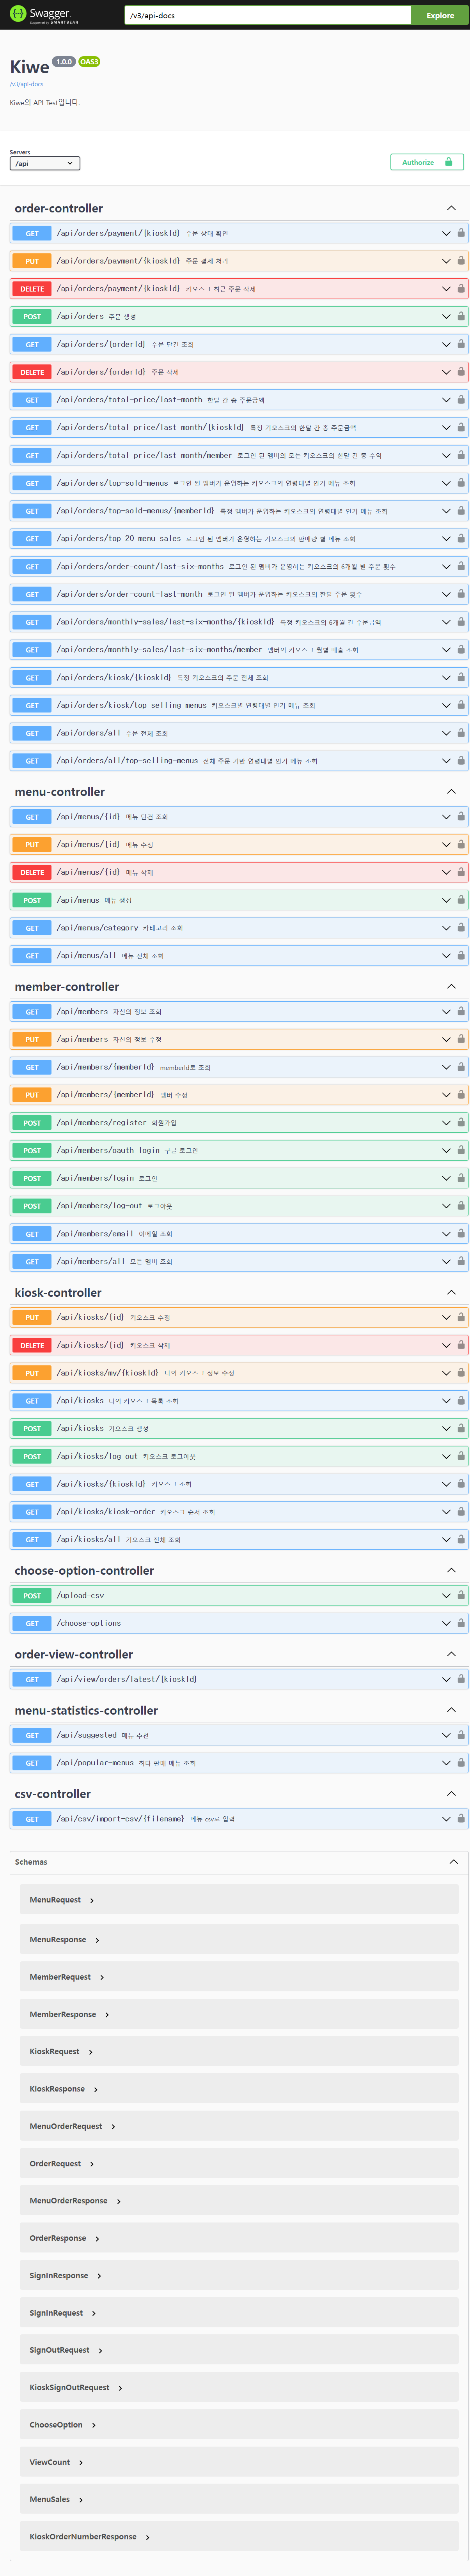 Swagger
Supported by SMARTBEAR
/v3/api-docs
Explore
Kiwe 1.0.0 OAS3
/v3/api-docs
Kiwe의 API Test입니다.
Servers
/api
Authorize
order-controller
GET /api/orders/payment/{kioskId} 주문 상태 확인
PUT /api/orders/payment/{kioskId} 주문 결제 처리
DELETE /api/orders/payment/{kioskId} 키오스크 최근 주문 삭제
POST /api/orders 주문 생성
GET /api/orders/{orderId} 주문 단건 조회
DELETE /api/orders/{orderId} 주문 삭제
GET /api/orders/total-price/last-month 한달 간 총 주문금액
GET /api/orders/total-price/last-month/{kioskId} 특정 키오스크의 한달 간 총 주문금액
GET /api/orders/total-price/last-month/member 로그인 된 멤버의 모든 키오스크의 한달 간 총 수익
GET /api/orders/top-sold-menus 로그인 된 멤버가 운영하는 키오스크의 연령대별 인기 메뉴 조회
GET /api/orders/top-sold-menus/{memberId} 특정 멤버가 운영하는 키오스크의 연령대별 인기 메뉴 조회
GET /api/orders/top-20-menu-sales 로그인 된 멤버가 운영하는 키오스크의 판매량 별 메뉴 조회
GET /api/orders/order-count/last-six-months 로그인 된 멤버가 운영하는 키오스크의 6개월 별 주문 횟수
GET /api/orders/order-count-last-month 로그인 된 멤버가 운영하는 키오스크의 한달 주문 횟수
GET /api/orders/monthly-sales/last-six-months/{kioskId} 특정 키오스크의 6개월 간 주문금액
GET /api/orders/monthly-sales/last-six-months/member 멤버의 키오스크 월별 매출 조회
GET /api/orders/kiosk/{kioskId} 특정 키오스크의 주문 전체 조회
GET /api/orders/kiosk/top-selling-menus 키오스크별 연령대별 인기 메뉴 조회
GET /api/orders/all 주문 전체 조회
GET /api/orders/all/top-selling-menus 전체 주문 기반 연령대별 인기 메뉴 조회
menu-controller
GET /api/menus/{id} 메뉴 단건 조회
PUT /api/menus/{id} 메뉴 수정
DELETE /api/menus/{id} 메뉴 삭제
POST /api/menus 메뉴 생성
GET /api/menus/category 카테고리 조회
GET /api/menus/all 메뉴 전체 조회
member-controller
GET /api/members 자신의 정보 조회
PUT /api/members 자신의 정보 수정
GET /api/members/{memberId} memberId로 조회
PUT /api/members/{memberId} 멤버 수정
POST /api/members/register 회원가입
POST /api/members/oauth-login 구글 로그인
POST /api/members/login 로그인
POST /api/members/log-out 로그아웃
GET /api/members/email 이메일 조회
GET /api/members/all 모든 멤버 조회
kiosk-controller
PUT /api/kiosks/{id} 키오스크 수정
DELETE /api/kiosks/{id} 키오스크 삭제
PUT /api/kiosks/my/{kioskId} 나의 키오스크 정보 수정
GET /api/kiosks 나의 키오스크 목록 조회
POST /api/kiosks 키오스크 생성
POST /api/kiosks/log-out 키오스크 로그아웃
GET /api/kiosks/{kioskId} 키오스크 조회
GET /api/kiosks/kiosk-order 키오스크 순서 조회
GET /api/kiosks/all 키오스크 전체 조회
choose-option-controller
POST /upload-csv
GET /choose-options
order-view-controller
GET /api/view/orders/latest/{kioskId}
menu-statistics-controller
GET /api/suggested 메뉴 추천
GET /api/popular-menus 최다 판매 메뉴 조회
csv-controller
GET /api/csv/import-csv/{filename} 메뉴 csv로 입력
Schemas
MenuRequest
MenuResponse
MemberRequest
MemberResponse
KioskRequest
KioskResponse
MenuOrderRequest
OrderRequest
MenuOrderResponse
OrderResponse
SignInResponse
SignInRequest
SignOutRequest
KioskSignOutRequest
ChooseOption
ViewCount
MenuSales
KioskOrderNumberResponse